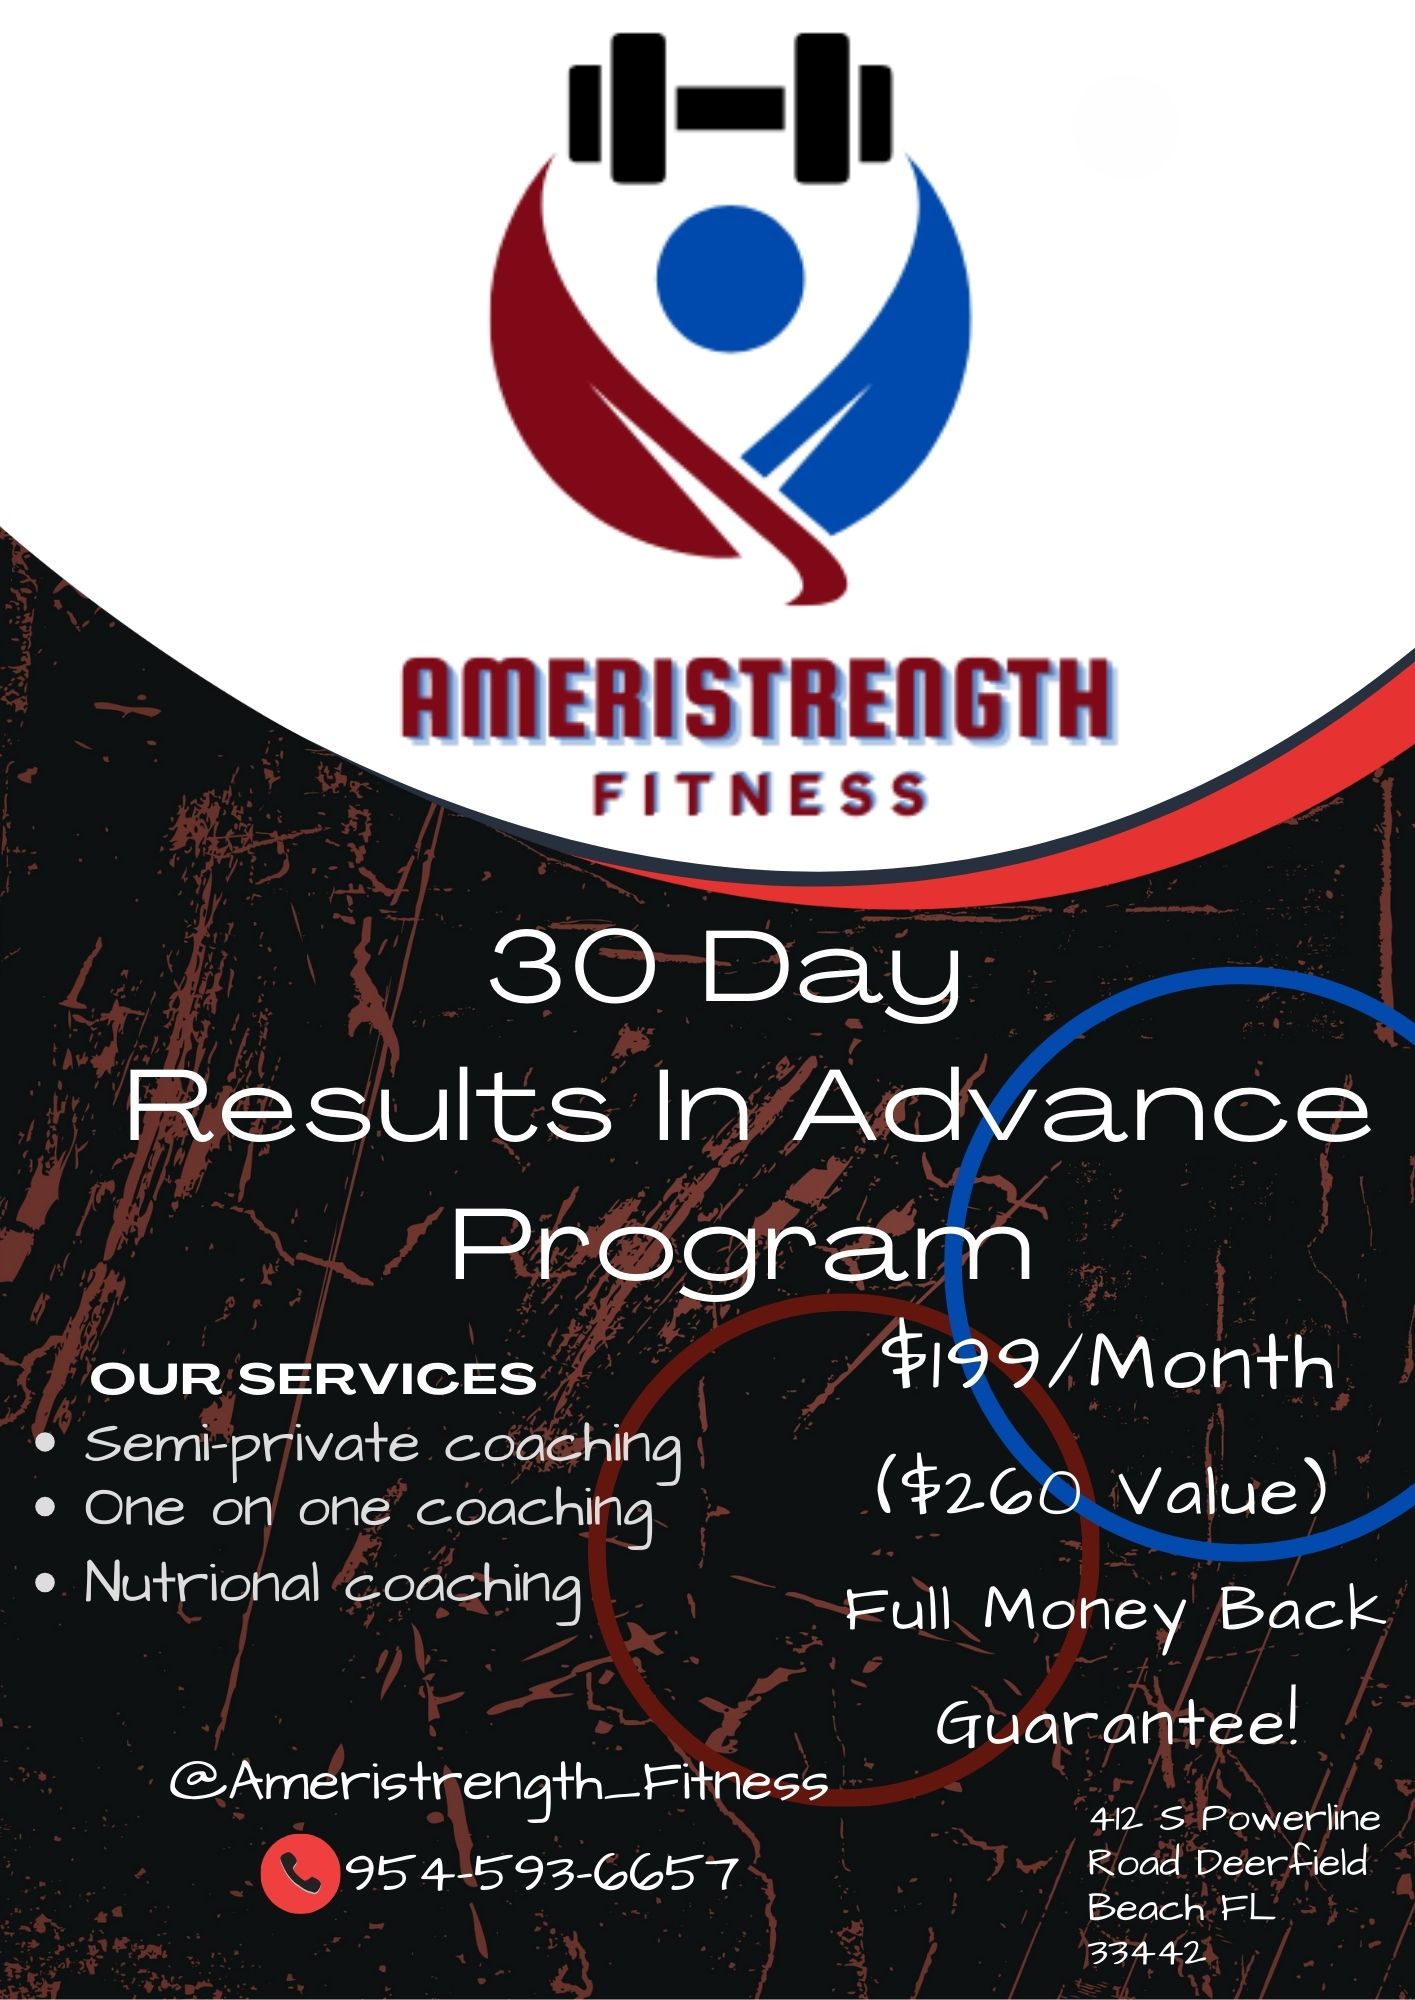 AMERISTRENGTH
FITNESS
30 Day
Results In Advance
Program
OUR SERVICES
Semi-private coaching
One on one coaching
Nutrional coaching
$199/Month
($260 Value)
Full Money Back
Guarantee!
@Ameristrength_Fitness
954-593-6657
412 S Powerline
Road Deerfield
Beach FL
33442